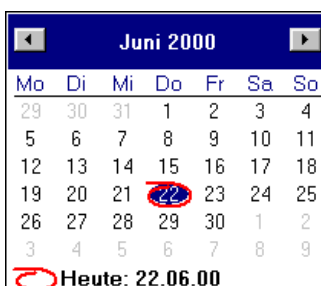 Juni 2000
Mo Di Mi Do Fr Sa So
29 30 31 1 2 3 4
5 6 7 8 9 10 11
12 13 14 15 16 17 18
19 20 21 22 23 24 25
26 27 28 29 30 1 2
3 4 5 6 7 8 9
Heute: 22.06.00